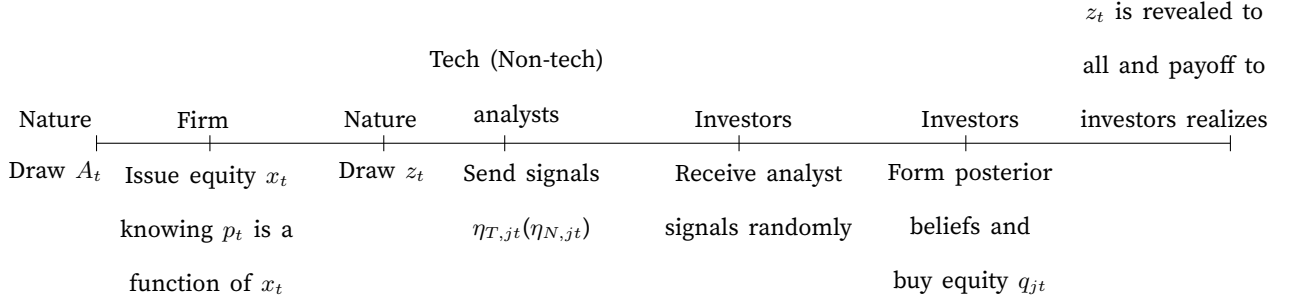 z_t is revealed to
Tech (Non-tech)
all and payoff to
Nature Firm Nature analysts Investors Investors investors realizes
Draw A_t Issue equity x_t Draw z_t Send signals Receive analyst Form posterior
knowing p_t is a η_{T,jt}(η_{N,jt}) signals randomly beliefs and
function of x_t buy equity q_{jt}